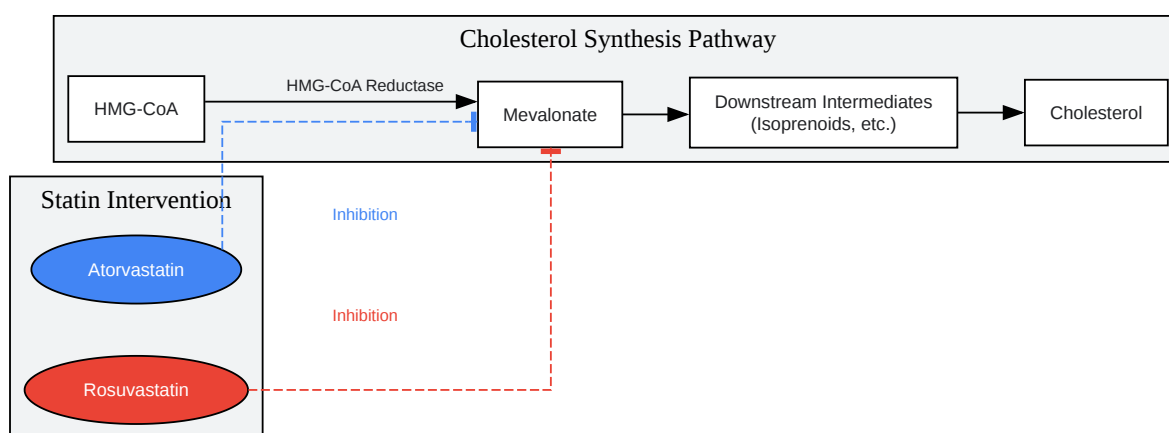 Cholesterol Synthesis Pathway
HMG-CoA
HMG-CoA Reductase
Mevalonate
Downstream Intermediates
(Isoprenoids, etc.)
Cholesterol
Statin Intervention
Atorvastatin
Inhibition
Inhibition
Rosuvastatin